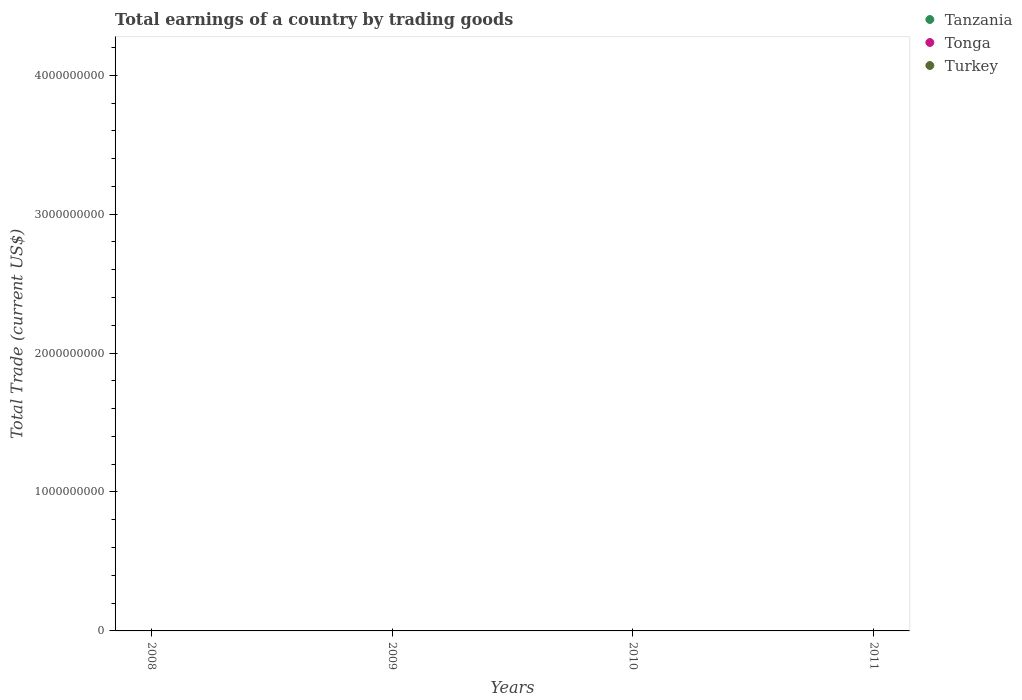 Total earnings of a country by trading goods
Tanzania
Tonga
Turkey
Total Trade (current US$)
4000000000
3000000000
2000000000
1000000000
0
2008
2009
2010
2011
Years